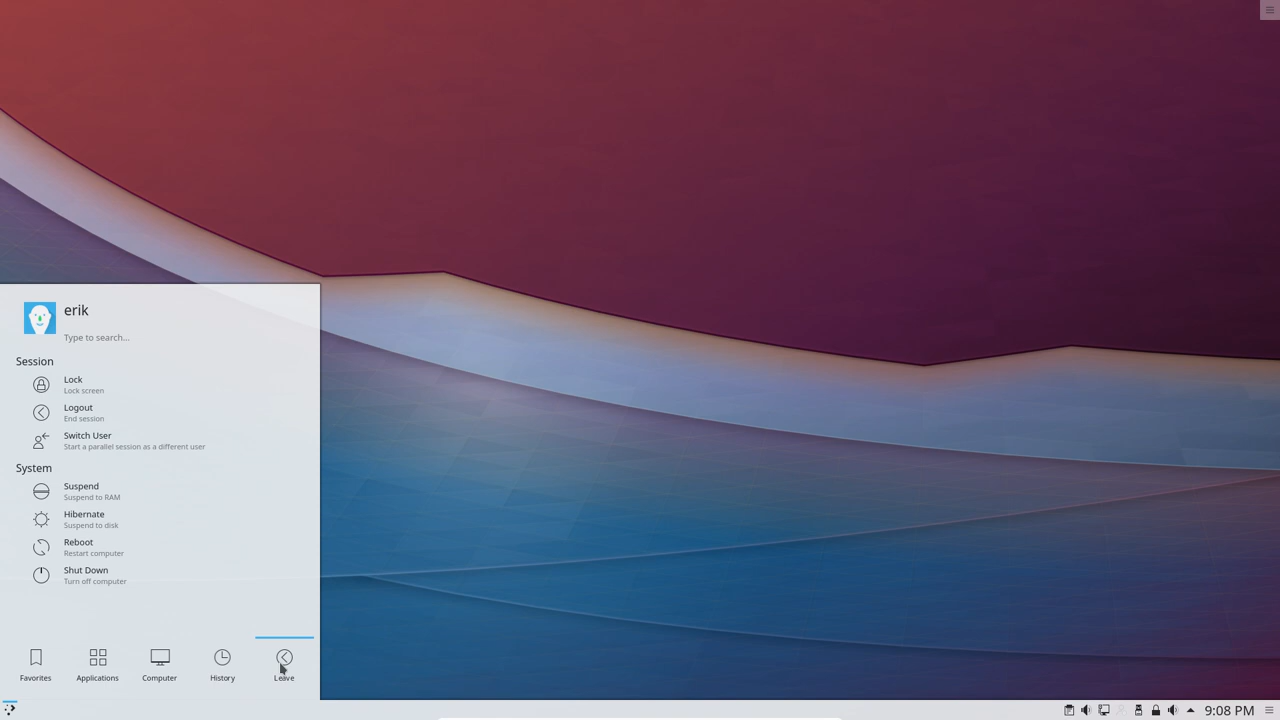 erik
Type to search...
Session
Lock
Lock screen
Logout
End session
Switch User
Start a parallel session as a different user
System
Suspend
Suspend to RAM
Hibernate
Suspend to disk
Reboot
Restart computer
Shut Down
Turn off computer
Favorites Applications Computer History Leave
9:08 PM